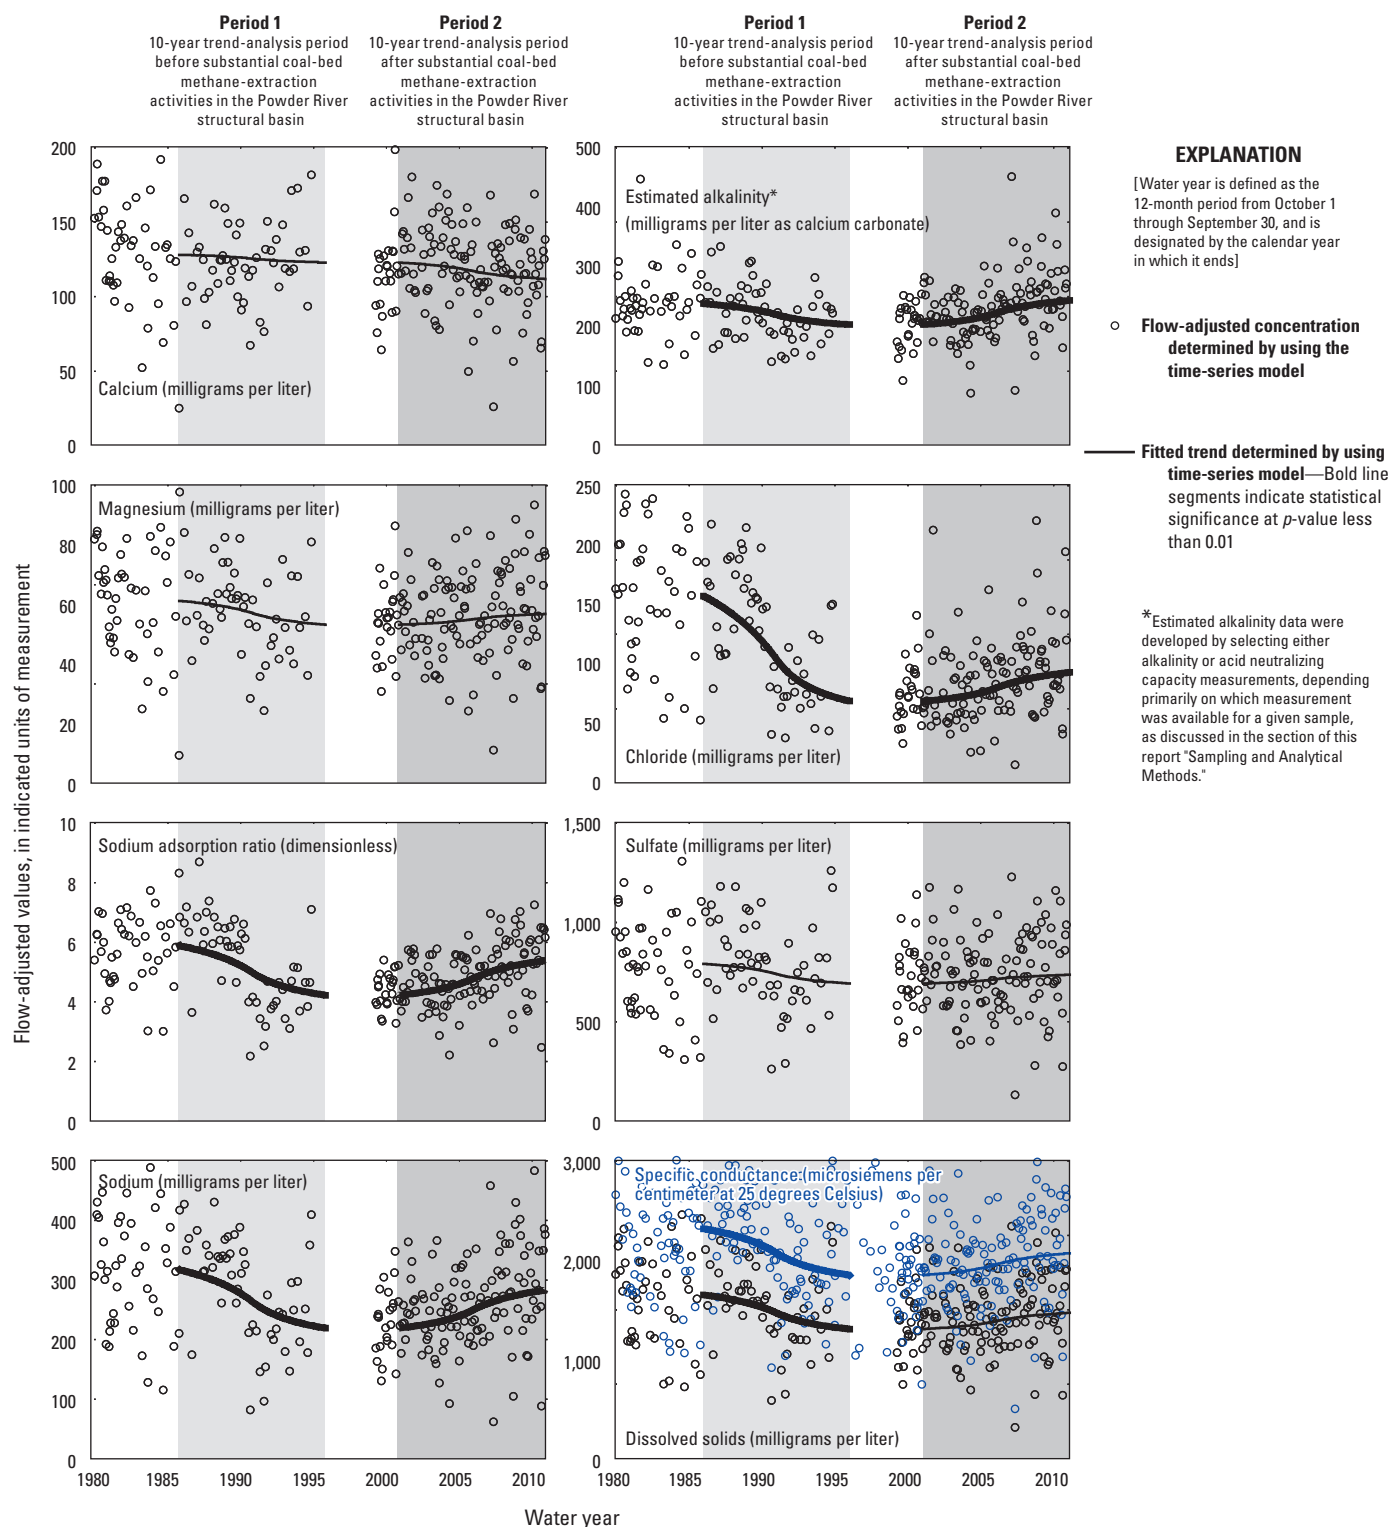 Period 1
10-year trend-analysis period
before substantial coal-bed
methane-extraction
activities in the Powder River
structural basin
Period 2
10-year trend-analysis period
after substantial coal-bed
methane-extraction
activities in the Powder River
structural basin
Period 1
10-year trend-analysis period
before substantial coal-bed
methane-extraction
activities in the Powder River
structural basin
Period 2
10-year trend-analysis period
after substantial coal-bed
methane-extraction
activities in the Powder River
structural basin
Flow-adjusted values, in indicated units of measurement
200
150
100
50
0
Calcium (milligrams per liter)
500
400
300
200
100
0
Estimated alkalinity*
(milligrams per liter as calcium carbonate)
100
80
60
40
20
0
Magnesium (milligrams per liter)
250
200
150
100
50
0
Chloride (milligrams per liter)
10
8
6
4
2
0
Sodium adsorption ratio (dimensionless)
1,500
1,000
500
0
Sulfate (milligrams per liter)
500
400
300
200
100
0
Sodium (milligrams per liter)
3,000
2,000
1,000
0
Specific conductance (microsiemens per
centimeter at 25 degrees Celsius)
Dissolved solids (milligrams per liter)
1980 1985 1990 1995 2000 2005 2010
1980 1985 1990 1995 2000 2005 2010
Water year
EXPLANATION
[Water year is defined as the
12-month period from October 1
through September 30, and is
designated by the calendar year
in which it ends]
Flow-adjusted concentration
determined by using the
time-series model
Fitted trend determined by using
time-series model—Bold line
segments indicate statistical
significance at p-value less
than 0.01
*Estimated alkalinity data were
developed by selecting either
alkalinity or acid neutralizing
capacity measurements, depending
primarily on which measurement
was available for a given sample,
as discussed in the section of this
report "Sampling and Analytical
Methods."